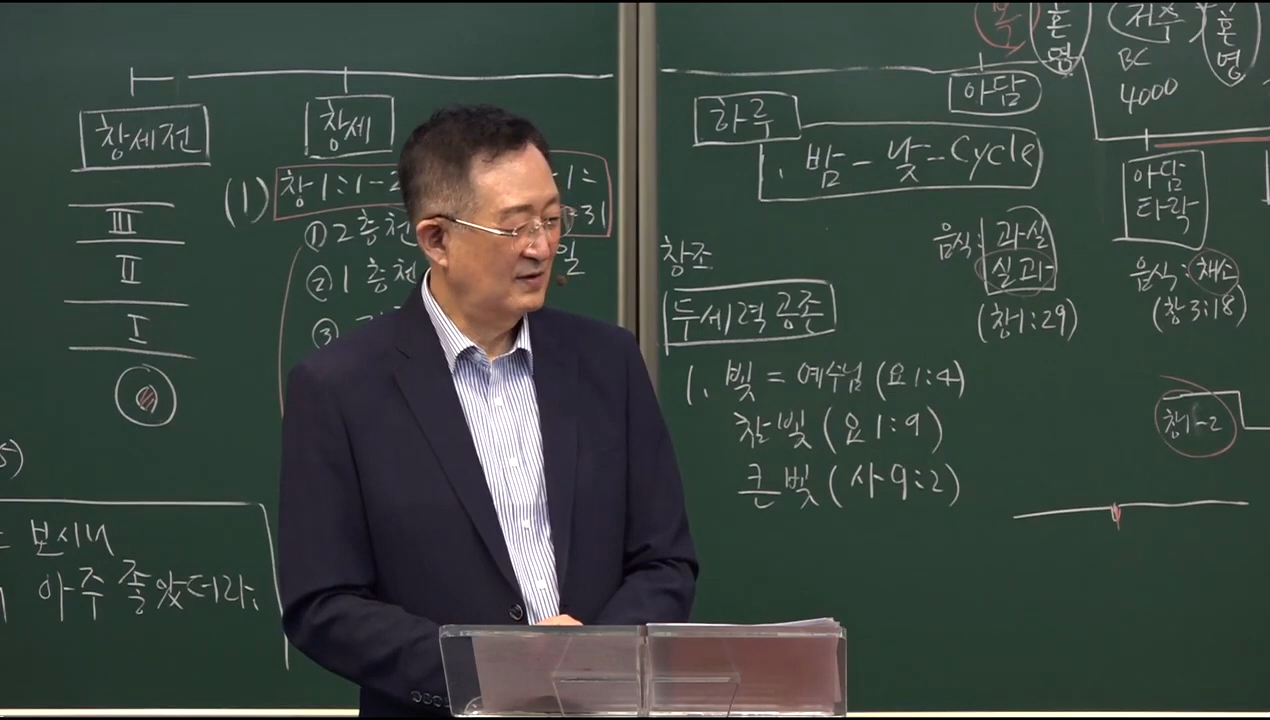 창세전
III
II
I
창세
(1) 창1:1-2
-1=
:31
① 2층천
② 1층천
③
일
보시니
아주 좋았더라;
하루
1. 밤 - 낮 - Cycle
창조
두세력 공존
1. 빛 = 예수님 (요1:4)
참빛 (요1:9)
큰빛 (사9:2)
복
혼
명
아담
음식: 과실
실과
(창1:29)
저주
혼
명
BC
4000
아담
타락
음식: 채소
(창3:18)
창1-2
5)